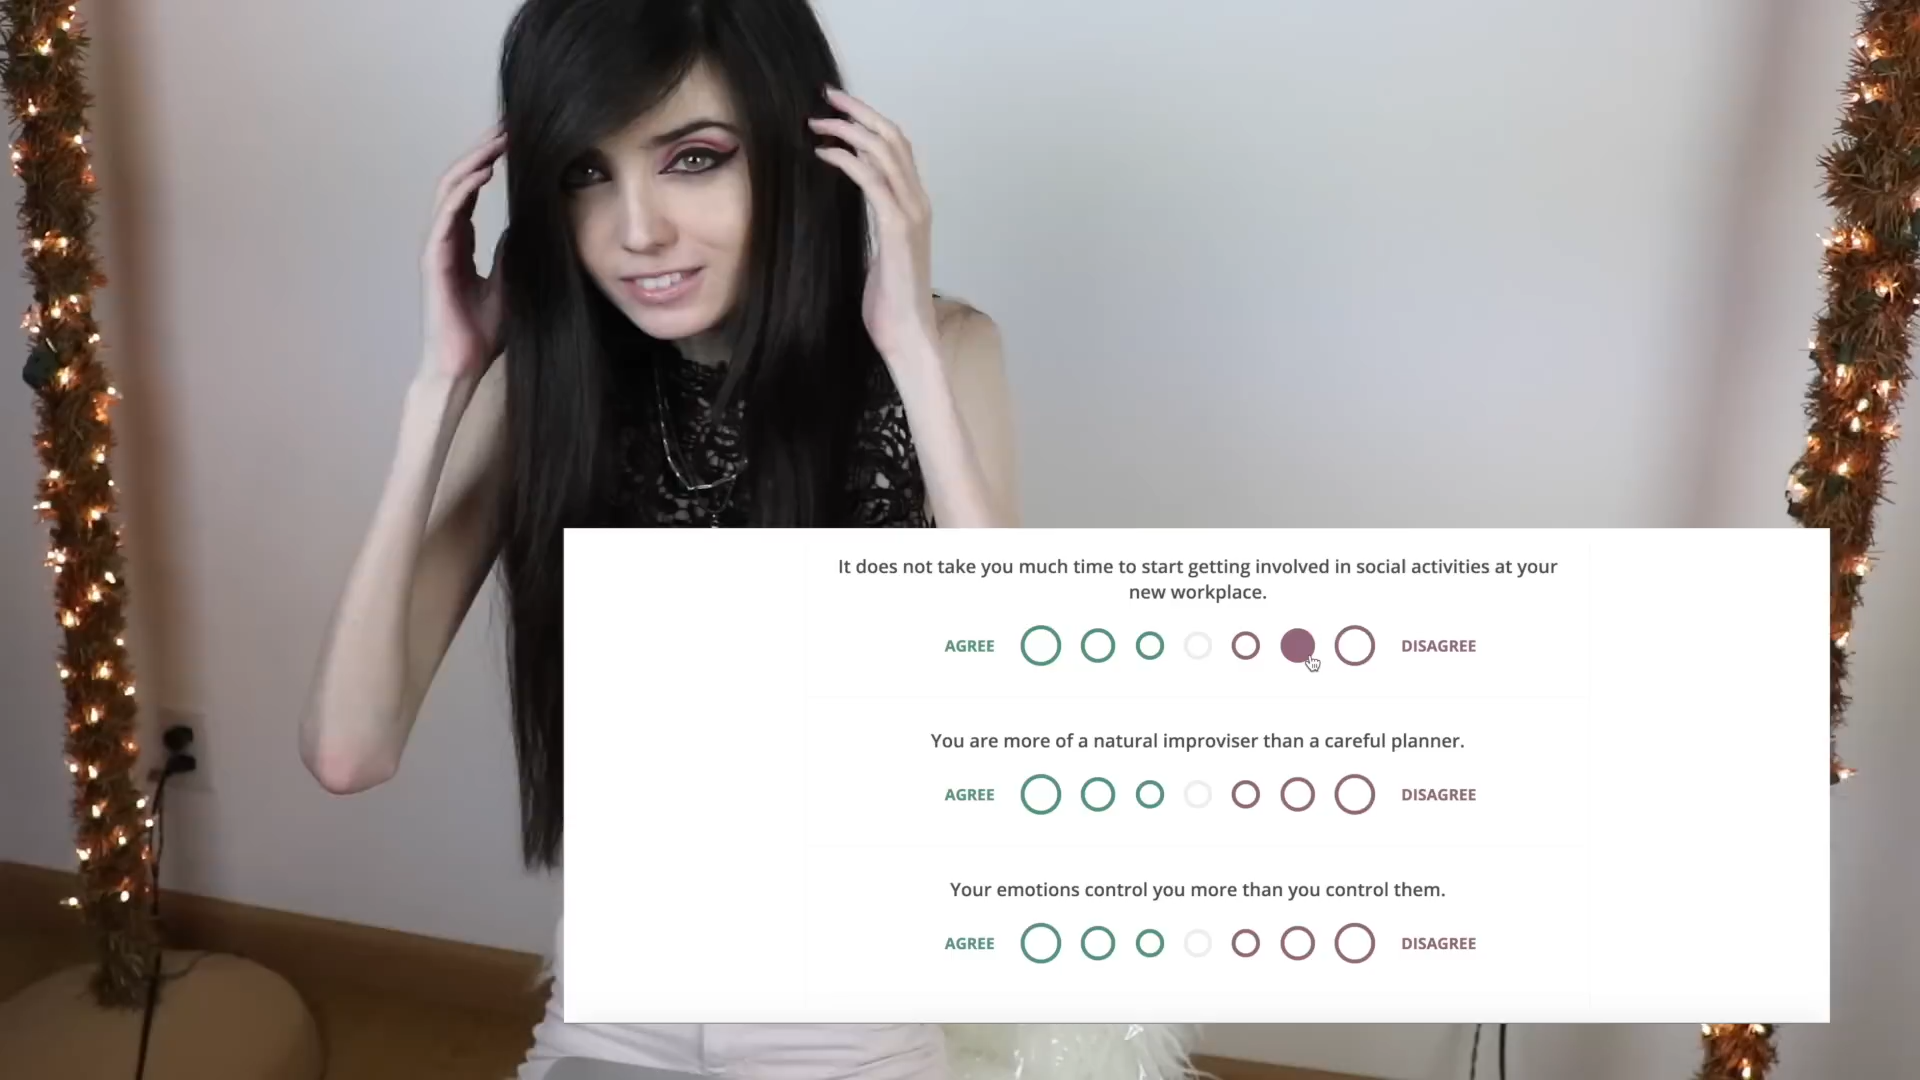 It does not take you much time to start getting involved in social activities at your
new workplace.
AGREE DISAGREE
You are more of a natural improviser than a careful planner.
AGREE DISAGREE
Your emotions control you more than you control them.
AGREE DISAGREE